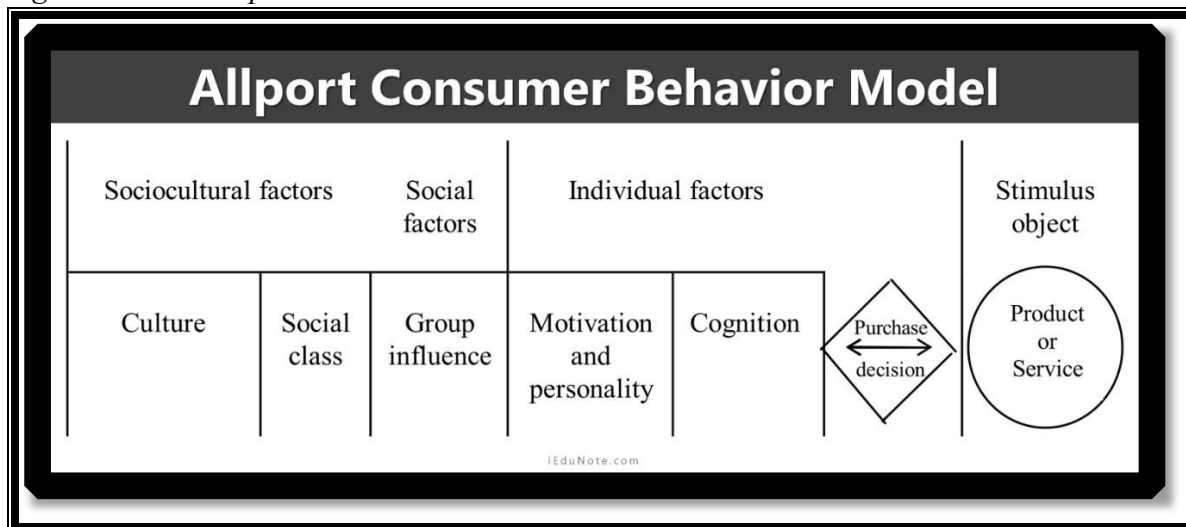 Allport Consumer Behavior Model
Sociocultural factors
Social
factors
Individual factors
Stimulus
object
Culture
Social
class
Group
influence
Motivation
and
personality
Cognition
Purchase
decision
Product
or
Service
iEduNote.com